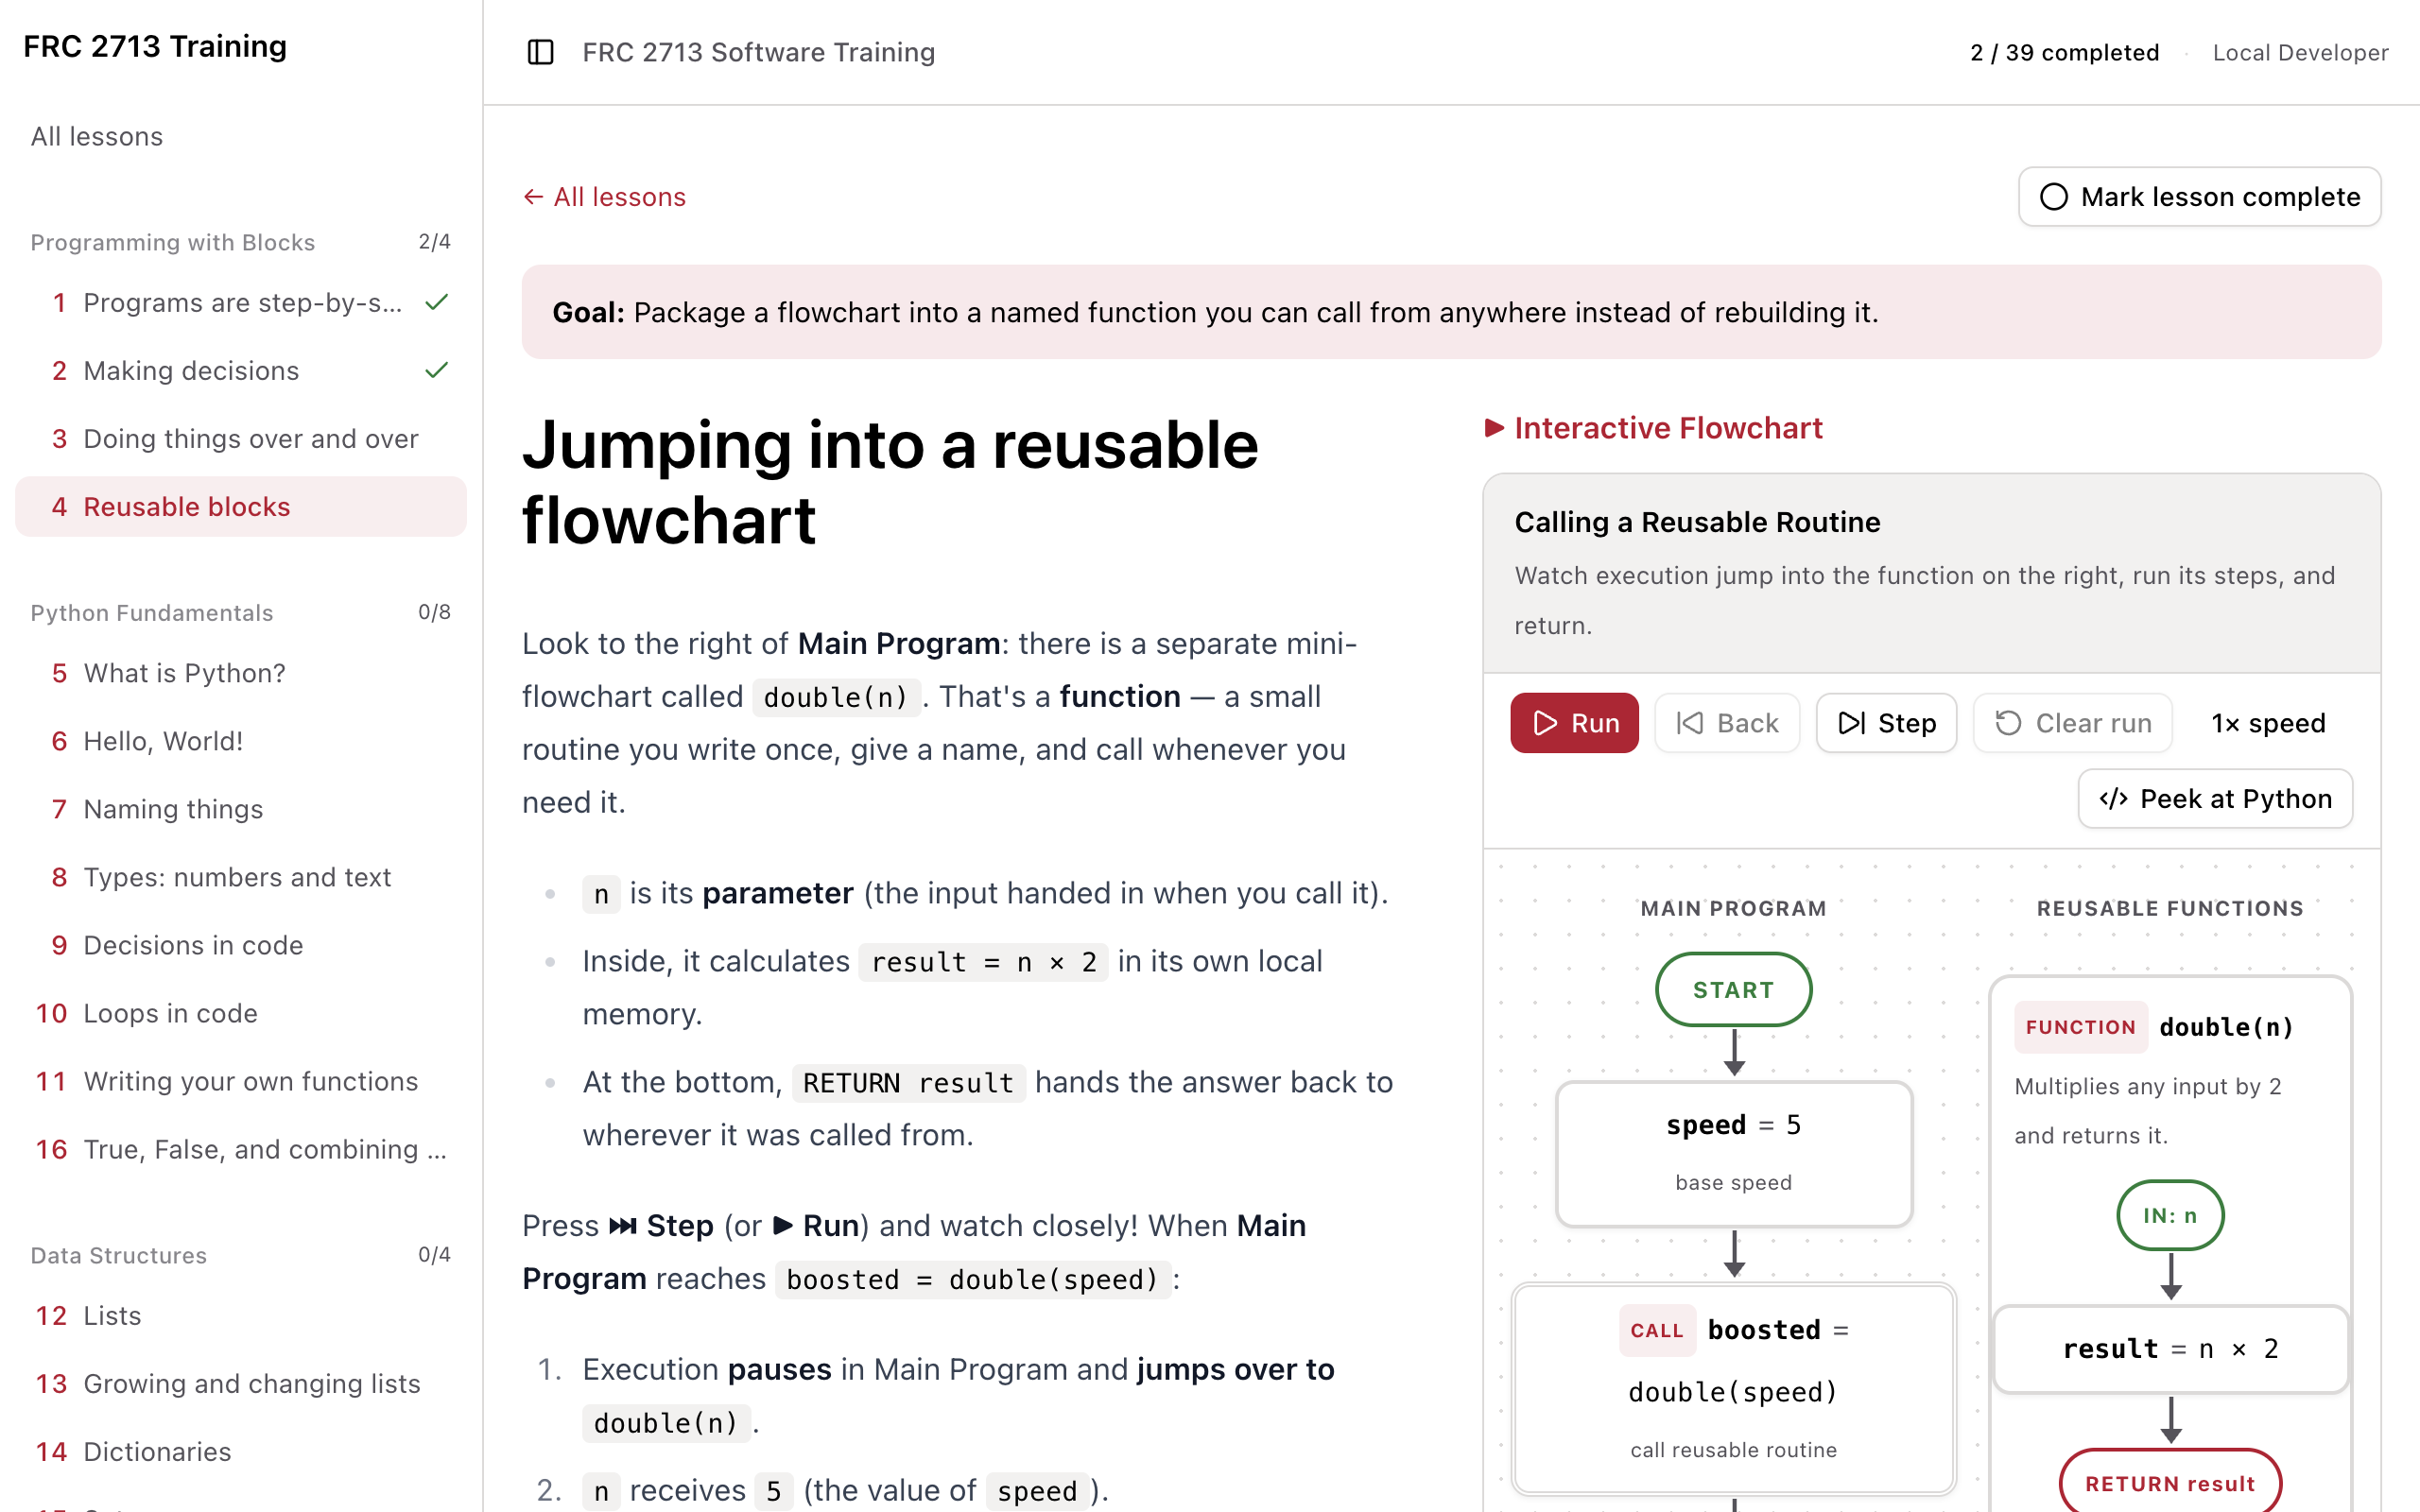 FRC 2713 Training
All lessons
Programming with Blocks 2/4
1 Programs are step-by-s...
2 Making decisions
3 Doing things over and over
4 Reusable blocks
Python Fundamentals 0/8
5 What is Python?
6 Hello, World!
7 Naming things
8 Types: numbers and text
9 Decisions in code
10 Loops in code
11 Writing your own functions
16 True, False, and combining ...
Data Structures 0/4
12 Lists
13 Growing and changing lists
14 Dictionaries
FRC 2713 Software Training
2 / 39 completed · Local Developer
← All lessons
Mark lesson complete
Goal: Package a flowchart into a named function you can call from anywhere instead of rebuilding it.
Jumping into a reusable
flowchart
Look to the right of Main Program: there is a separate mini-
flowchart called double(n). That's a function — a small
routine you write once, give a name, and call whenever you
need it.
• n is its parameter (the input handed in when you call it).
• Inside, it calculates result = n × 2 in its own local
memory.
• At the bottom, RETURN result hands the answer back to
wherever it was called from.
Press ⏭ Step (or ▶ Run) and watch closely! When Main
Program reaches boosted = double(speed):
1. Execution pauses in Main Program and jumps over to
double(n).
2. n receives 5 (the value of speed).
▶ Interactive Flowchart
Calling a Reusable Routine
Watch execution jump into the function on the right, run its steps, and
return.
Run Back Step Clear run 1× speed
</> Peek at Python
MAIN PROGRAM
START
speed = 5
base speed
CALL boosted =
double(speed)
call reusable routine
REUSABLE FUNCTIONS
FUNCTION double(n)
Multiplies any input by 2
and returns it.
IN: n
result = n × 2
RETURN result